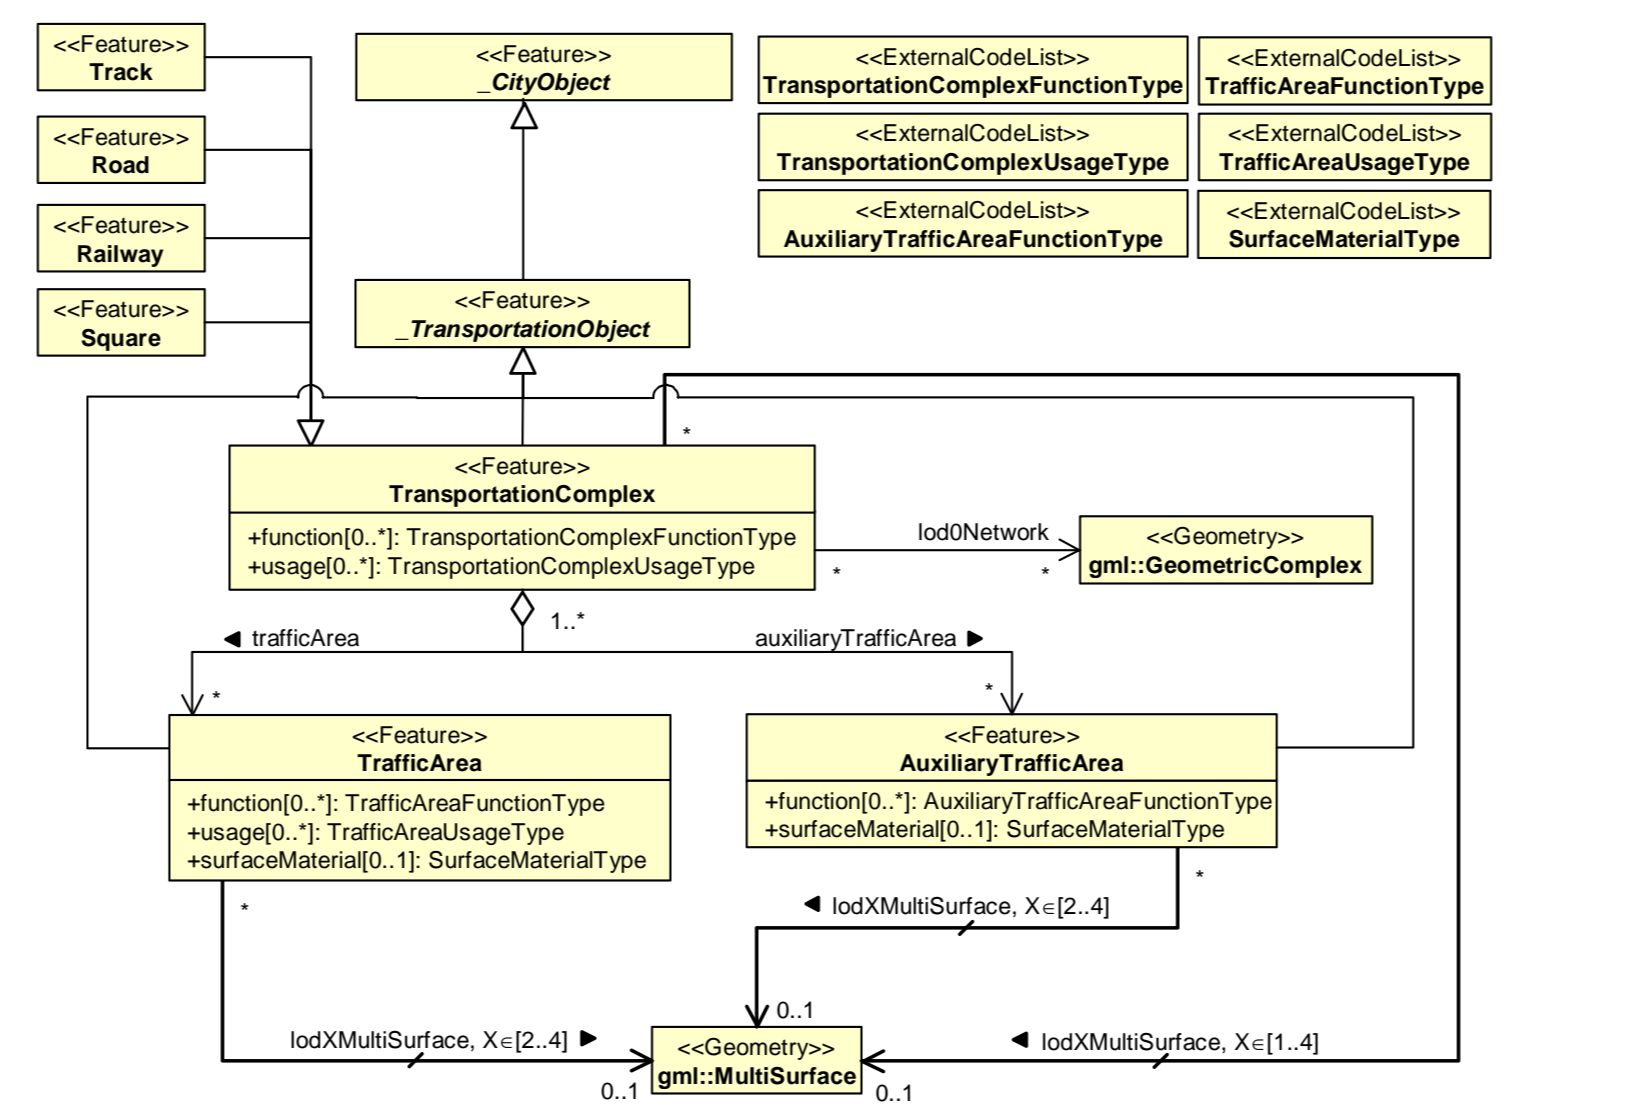 <<Feature>>
Track
<<Feature>>
Road
<<Feature>>
Railway
<<Feature>>
Square
<<Feature>>
_CityObject
<<ExternalCodeList>>
TransportationComplexFunctionType
<<ExternalCodeList>>
TrafficAreaFunctionType
<<ExternalCodeList>>
TransportationComplexUsageType
<<ExternalCodeList>>
TrafficAreaUsageType
<<ExternalCodeList>>
AuxiliaryTrafficAreaFunctionType
<<ExternalCodeList>>
SurfaceMaterialType
<<Feature>>
_TransportationObject
*
<<Feature>>
TransportationComplex
+function[0..*]: TransportationComplexFunctionType
+usage[0..*]: TransportationComplexUsageType
lod0Network
*
*
<<Geometry>>
gml::GeometricComplex
1..*
trafficArea
auxiliaryTrafficArea
*
*
<<Feature>>
TrafficArea
+function[0..*]: TrafficAreaFunctionType
+usage[0..*]: TrafficAreaUsageType
+surfaceMaterial[0..1]: SurfaceMaterialType
<<Feature>>
AuxiliaryTrafficArea
+function[0..*]: AuxiliaryTrafficAreaFunctionType
+surfaceMaterial[0..1]: SurfaceMaterialType
*
*
lodXMultiSurface, X∈[2..4]
0..1
lodXMultiSurface, X∈[2..4]
0..1
<<Geometry>>
gml::MultiSurface
lodXMultiSurface, X∈[1..4]
0..1